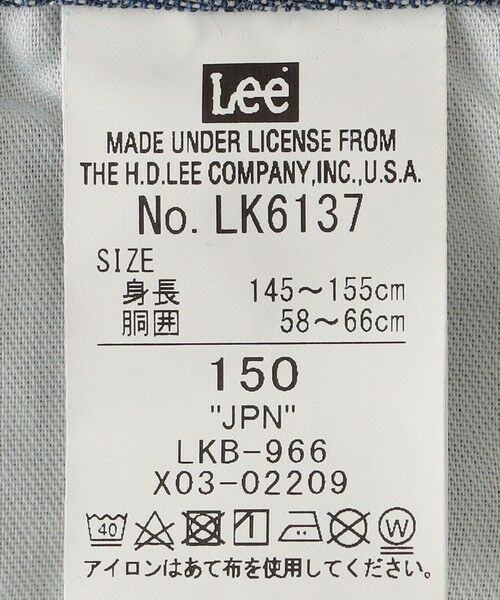 Lee
MADE UNDER LICENSE FROM
THE H.D.LEE COMPANY,INC.,U.S.A.
No. LK6137
SIZE
身長 145～155cm
胴囲 58～66cm
150
"JPN"
LKB-966
X03-02209
40 W
アイロンはあて布を使用してください。